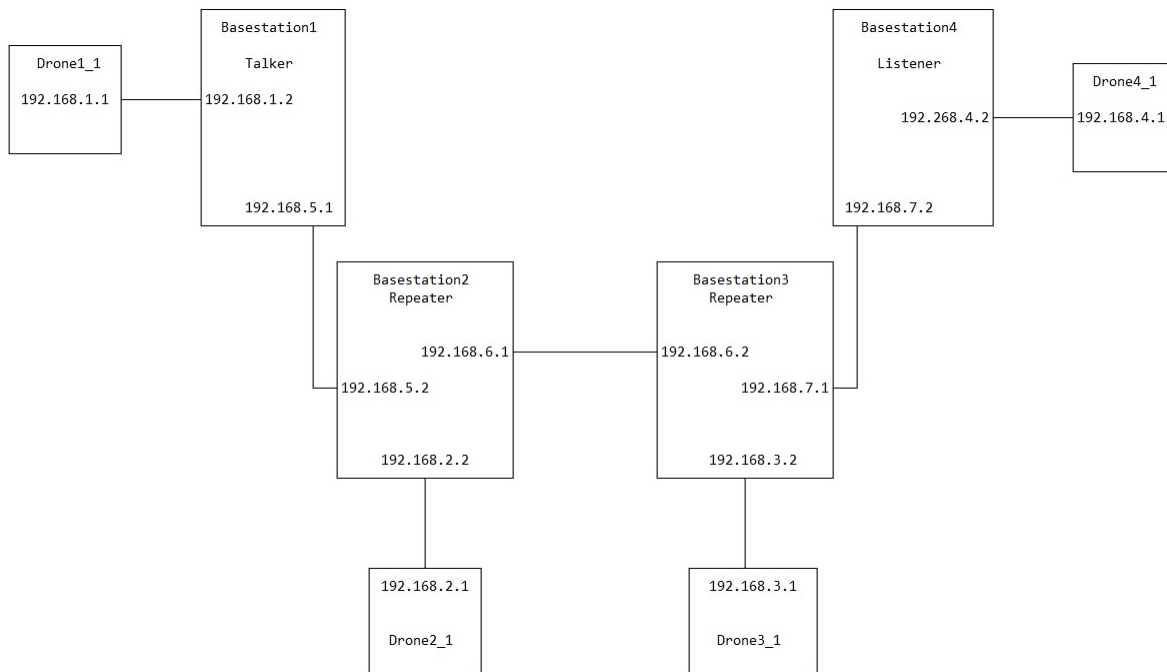 Basestation1
Talker
192.168.1.2
192.168.5.1
Drone1_1
192.168.1.1
Basestation4
Listener
192.268.4.2
192.168.7.2
Drone4_1
192.168.4.1
Basestation2
Repeater
192.168.6.1
192.168.5.2
192.168.2.2
Basestation3
Repeater
192.168.6.2
192.168.7.1
192.168.3.2
192.168.2.1
Drone2_1
192.168.3.1
Drone3_1